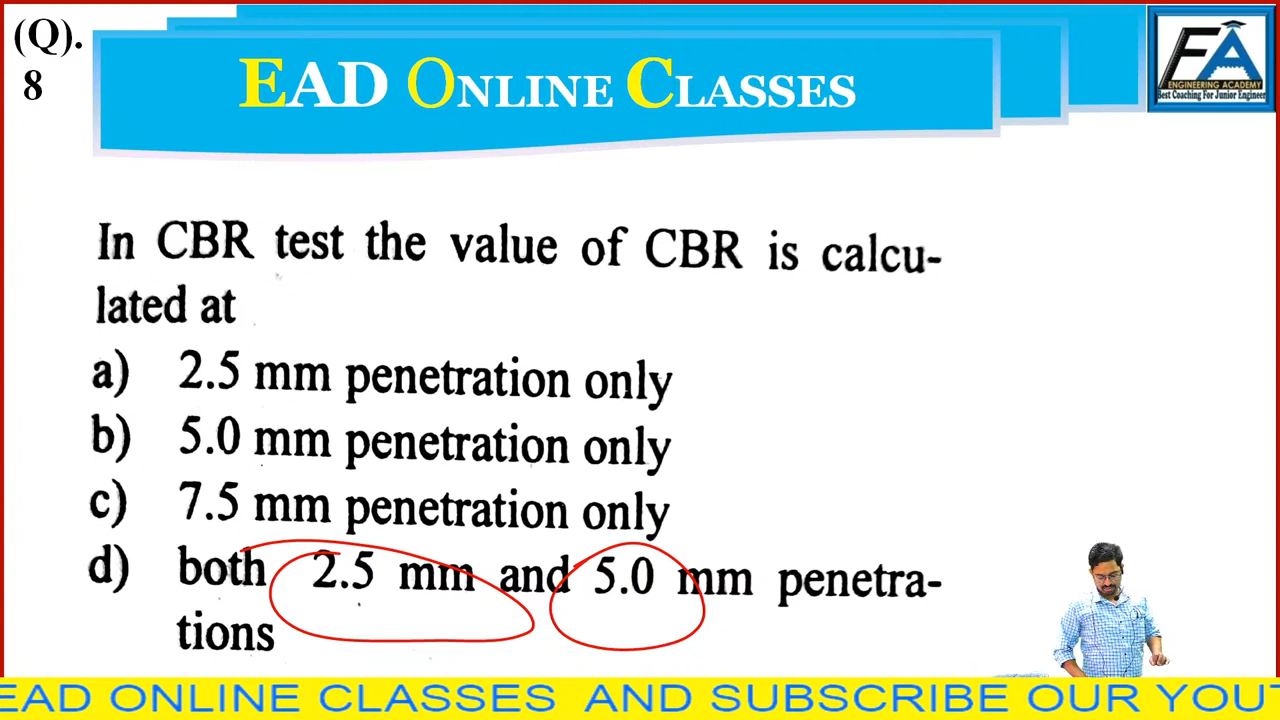 (Q).
8
EAD ONLINE CLASSES
ENGINEERING ACADEMY
Best Coaching For Junior Engineer
In CBR test the value of CBR is calcu-
lated at
a) 2.5 mm penetration only
b) 5.0 mm penetration only
c) 7.5 mm penetration only
d) both 2.5 mm and 5.0 mm penetra-
tions
EAD ONLINE CLASSES AND SUBSCRIBE OUR YOUT